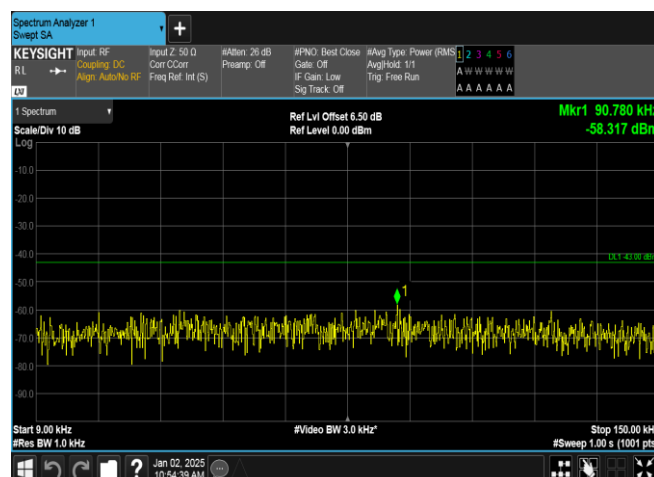 Spectrum Analyzer 1
Swept SA
+
KEYSIGHT
RL
LXI
Input: RF
Coupling: DC
Align: Auto/No RF
Input Z: 50 Ω
Corr CCorr
Freq Ref: Int (S)
#Atten: 26 dB
Preamp: Off
#PNO: Best Close
Gate: Off
IF Gain: Low
Sig Track: Off
#Avg Type: Power (RMS
Avg|Hold: 1/1
Trig: Free Run
1 2 3 4 5 6
A W W W W W
A A A A A A
1 Spectrum
Scale/Div 10 dB
Log
Ref Lvl Offset 6.50 dB
Ref Level 0.00 dBm
Mkr1 90.780 kHz
-58.317 dBm
-10.0
-20.0
-30.0
-40.0
DL1 -43.00 dBm
-50.0
1
-60.0
-70.0
-80.0
-90.0
Start 9.00 kHz
#Res BW 1.0 kHz
#Video BW 3.0 kHz*
Stop 150.00 kHz
#Sweep 1.00 s (1001 pts)
?
Jan 02, 2025
10:54:39 AM